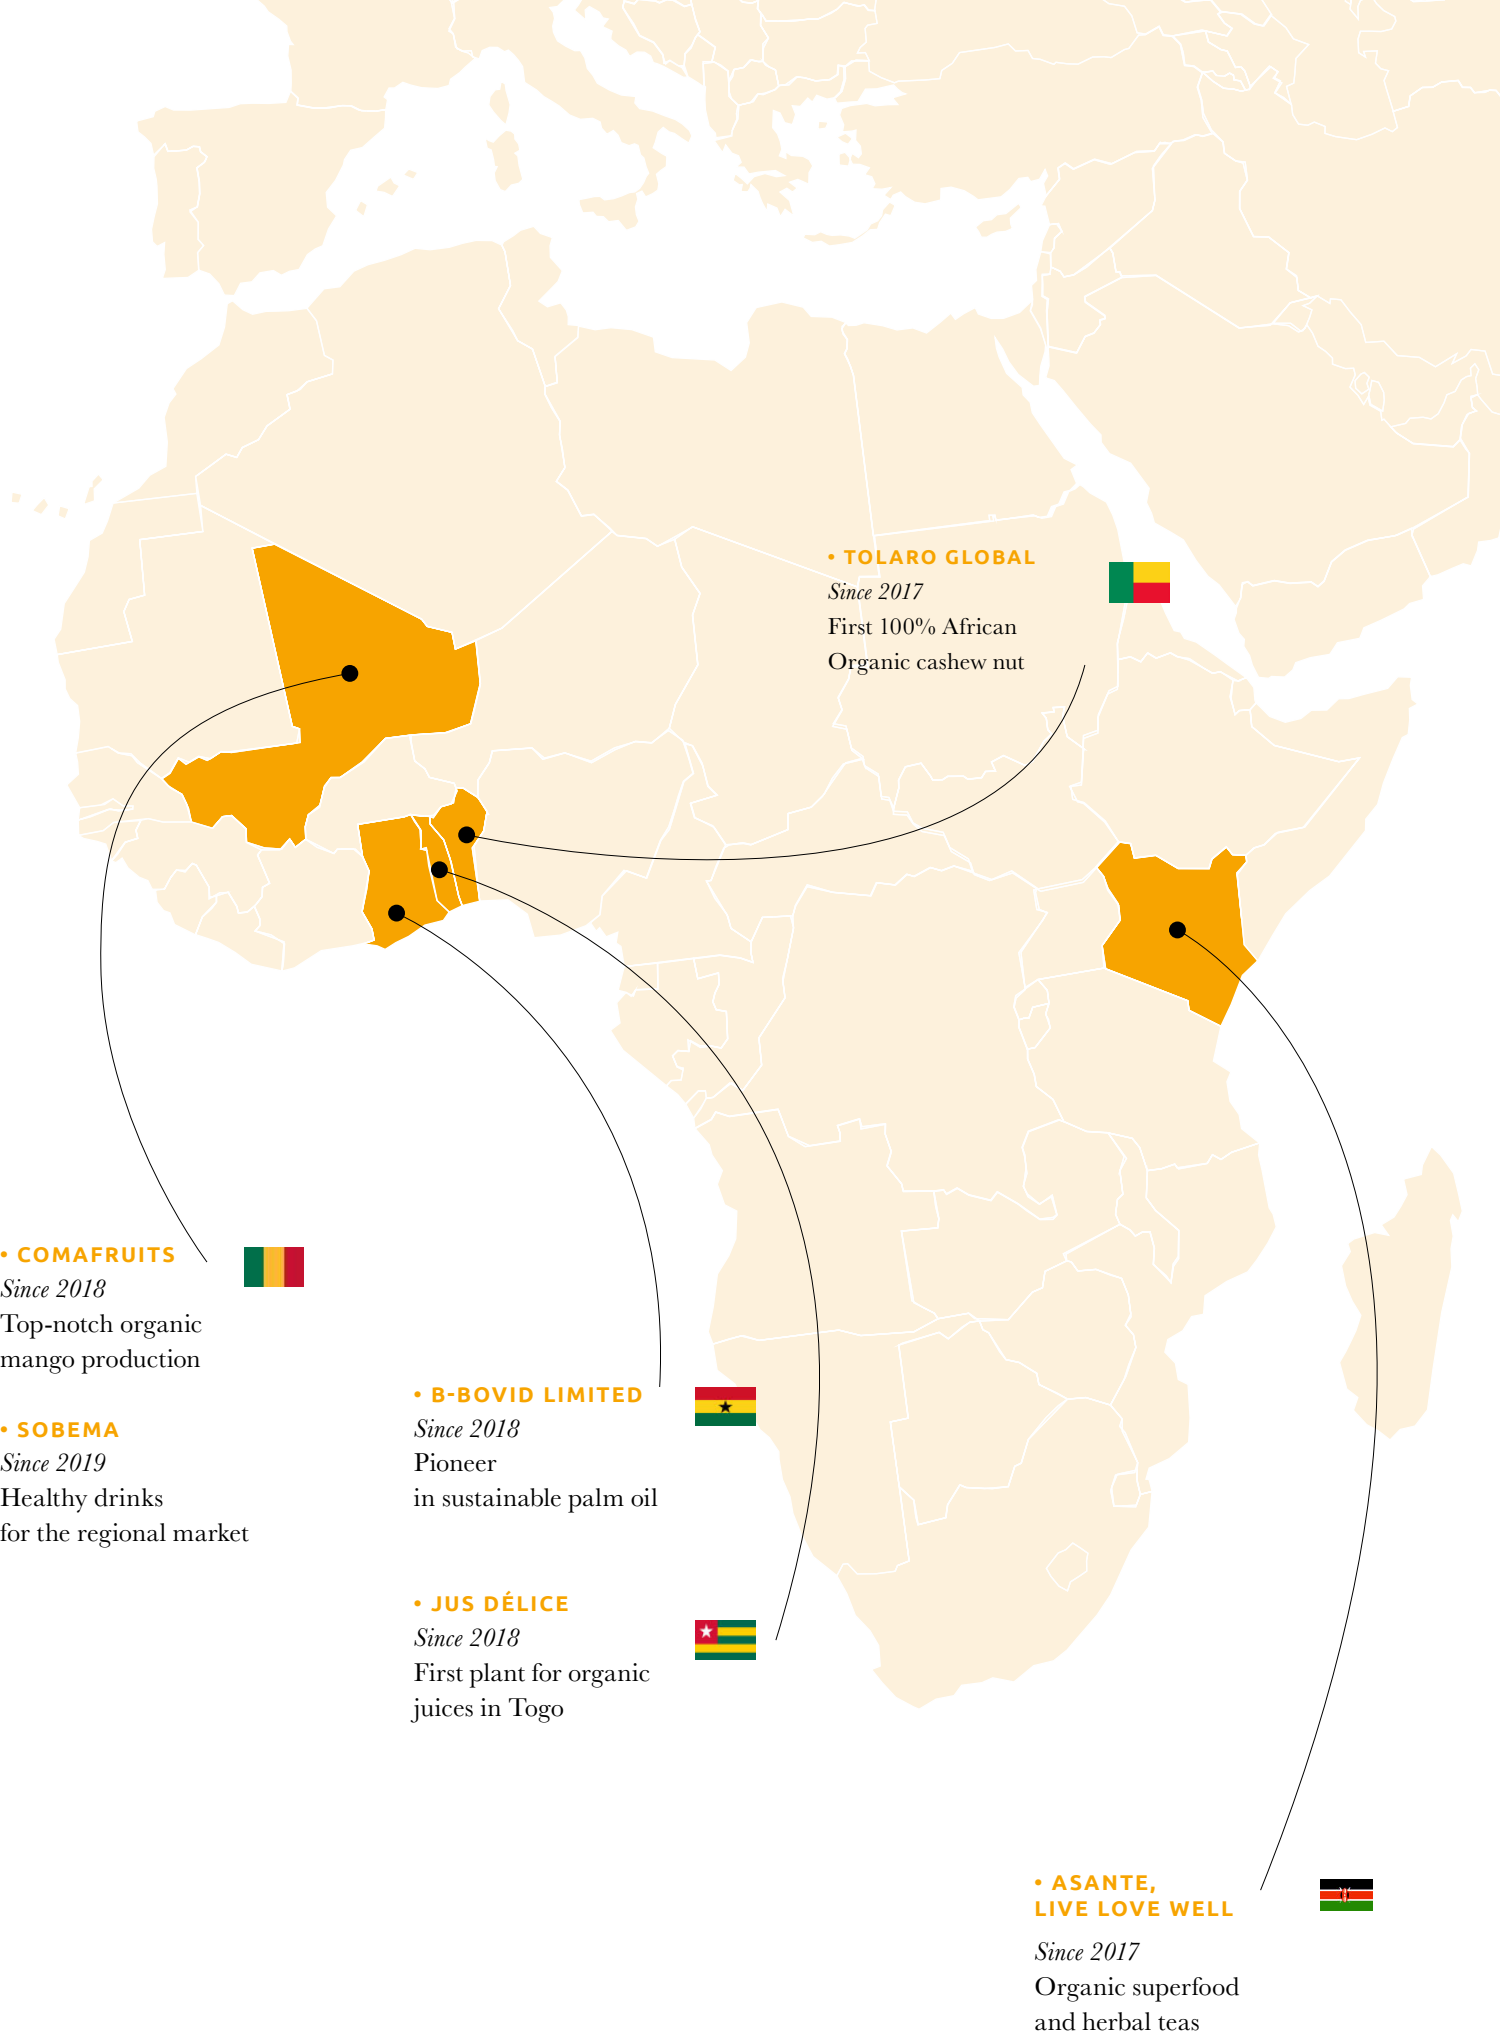 • TOLARO GLOBAL
Since 2017
First 100% African
Organic cashew nut
• COMAFRUITS
Since 2018
Top-notch organic
mango production
• SOBEMA
Since 2019
Healthy drinks
for the regional market
• B-BOVID LIMITED
Since 2018
Pioneer
in sustainable palm oil
• JUS DÉLICE
Since 2018
First plant for organic
juices in Togo
• ASANTE,
LIVE LOVE WELL
Since 2017
Organic superfood
and herbal teas